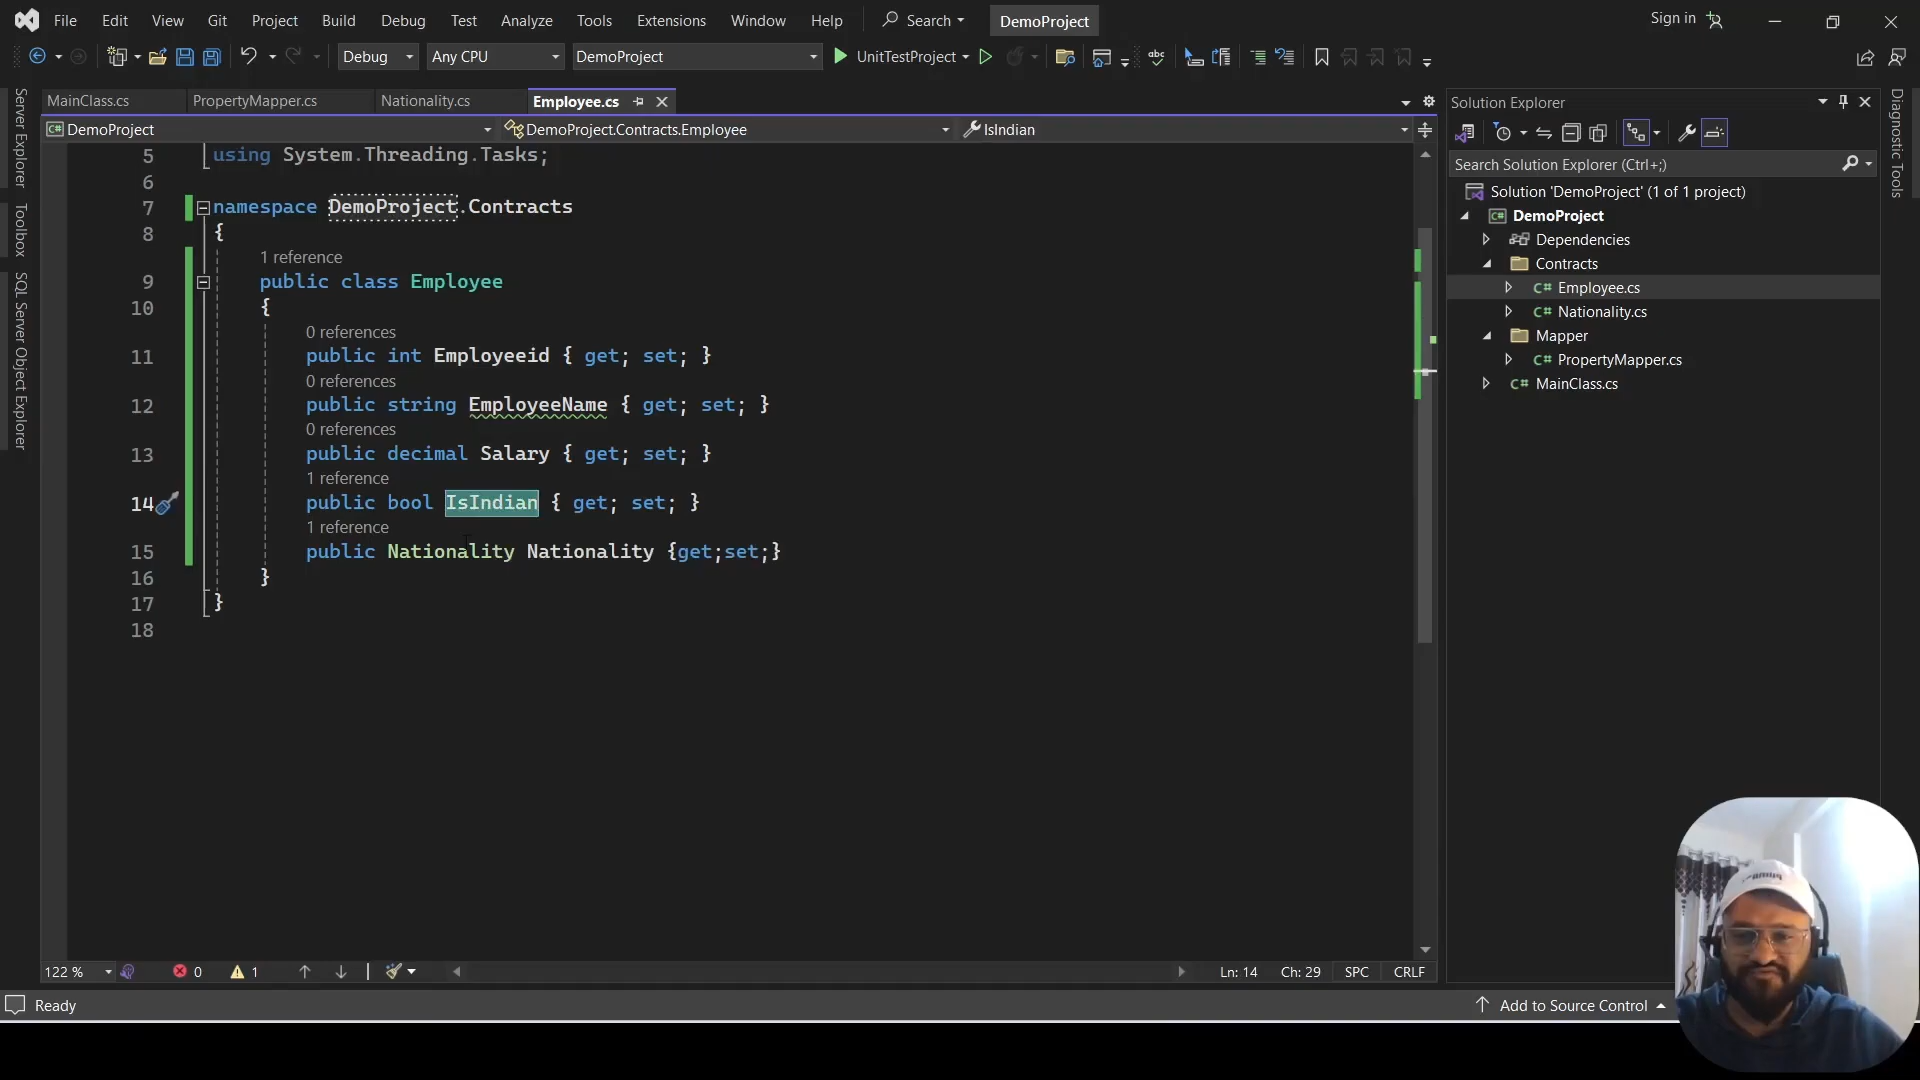 File Edit View Git Project Build Debug Test Analyze Tools Extensions Window Help Search DemoProject Sign in
Debug Any CPU DemoProject UnitTestProject
MainClass.cs PropertyMapper.cs Nationality.cs Employee.cs
DemoProject DemoProject.Contracts.Employee IsIndian
5 using System.Threading.Tasks;
6
7 namespace DemoProject.Contracts
8 {
1 reference
9 public class Employee
10 {
0 references
11 public int Employeeid { get; set; }
0 references
12 public string EmployeeName { get; set; }
0 references
13 public decimal Salary { get; set; }
1 reference
14 public bool IsIndian { get; set; }
1 reference
15 public Nationality Nationality {get;set;}
16 }
17 }
18
122 % 0 1 Ln: 14 Ch: 29 SPC CRLF
Ready Add to Source Control
Server Explorer
Toolbox
SQL Server Object Explorer
Solution Explorer
Search Solution Explorer (Ctrl+;)
Solution 'DemoProject' (1 of 1 project)
C# DemoProject
Dependencies
Contracts
C# Employee.cs
C# Nationality.cs
Mapper
C# PropertyMapper.cs
C# MainClass.cs
Diagnostic Tools